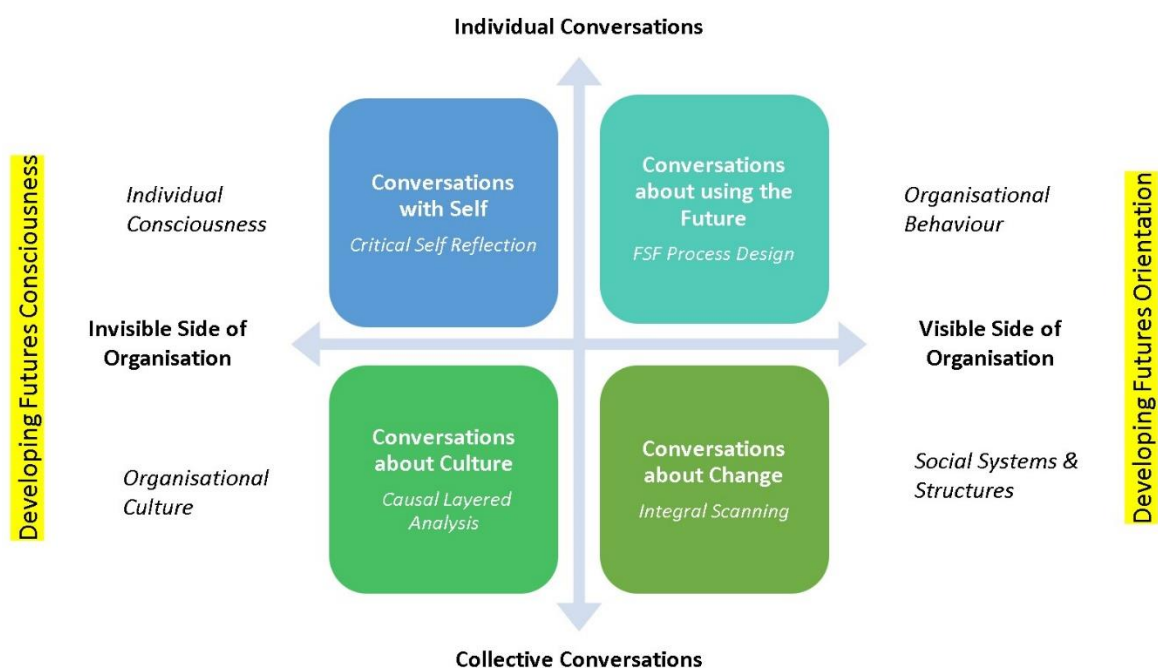 Individual Conversations
Developing Futures Consciousness
Individual
Consciousness
Conversations
with Self
Critical Self Reflection
Conversations
about using the
Future
FSF Process Design
Organisational
Behaviour
Developing Futures Orientation
Invisible Side of
Organisation
Visible Side of
Organisation
Organisational
Culture
Conversations
about Culture
Causal Layered
Analysis
Conversations
about Change
Integral Scanning
Social Systems &
Structures
Collective Conversations